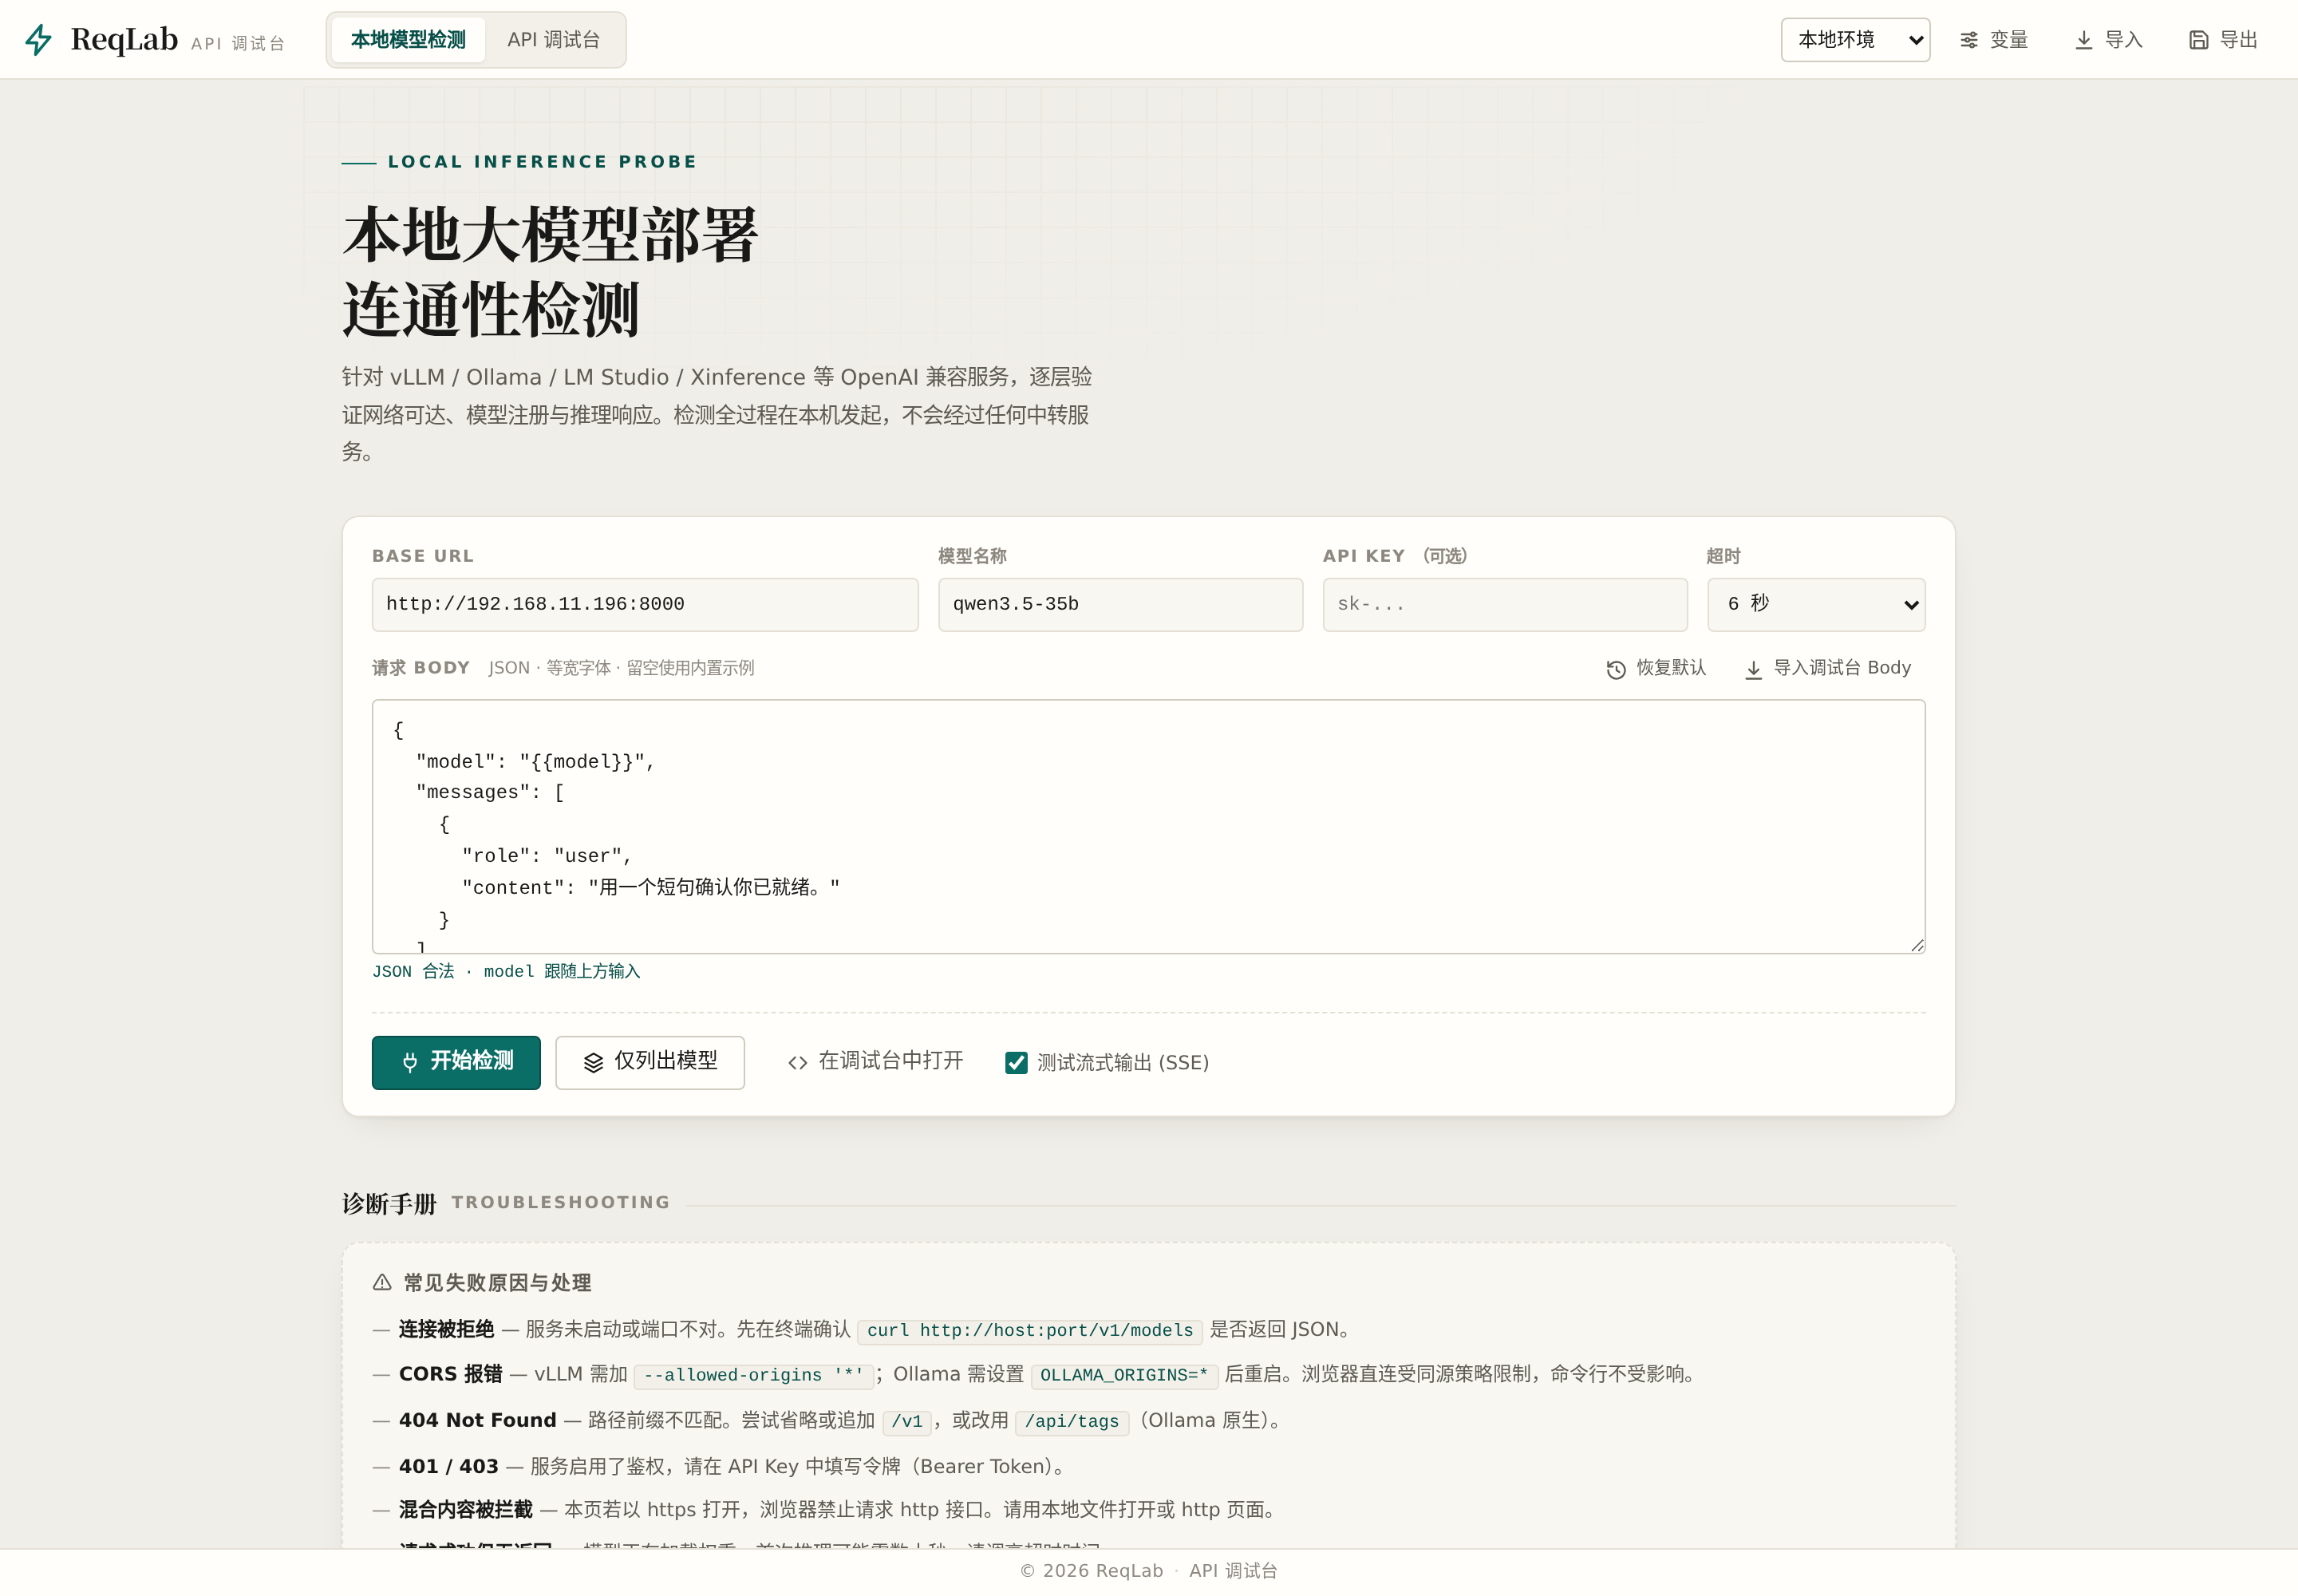 ReqLab API 调试台 本地模型检测 API 调试台 本地环境 变量 导入 导出
LOCAL INFERENCE PROBE
本地大模型部署
连通性检测
针对 vLLM / Ollama / LM Studio / Xinference 等 OpenAI 兼容服务，逐层验
证网络可达、模型注册与推理响应。检测全过程在本机发起，不会经过任何中转服
务。
BASE URL 模型名称 API KEY （可选） 超时
http://192.168.11.196:8000 qwen3.5-35b sk-... 6 秒
请求 BODY JSON · 等宽字体 · 留空使用内置示例 恢复默认 导入调试台 Body
{
"model": "{{model}}",
"messages": [
{
"role": "user",
"content": "用一个短句确认你已就绪。"
}
]
JSON 合法 · model 跟随上方输入
开始检测 仅列出模型 在调试台中打开 测试流式输出 (SSE)
诊断手册 TROUBLESHOOTING
常见失败原因与处理
— 连接被拒绝 — 服务未启动或端口不对。先在终端确认 curl http://host:port/v1/models 是否返回 JSON。
— CORS 报错 — vLLM 需加 --allowed-origins '*'；Ollama 需设置 OLLAMA_ORIGINS=* 后重启。浏览器直连受同源策略限制，命令行不受影响。
— 404 Not Found — 路径前缀不匹配。尝试省略或追加 /v1，或改用 /api/tags（Ollama 原生）。
— 401 / 403 — 服务启用了鉴权，请在 API Key 中填写令牌（Bearer Token）。
— 混合内容被拦截 — 本页若以 https 打开，浏览器禁止请求 http 接口。请用本地文件打开或 http 页面。
© 2026 ReqLab · API 调试台